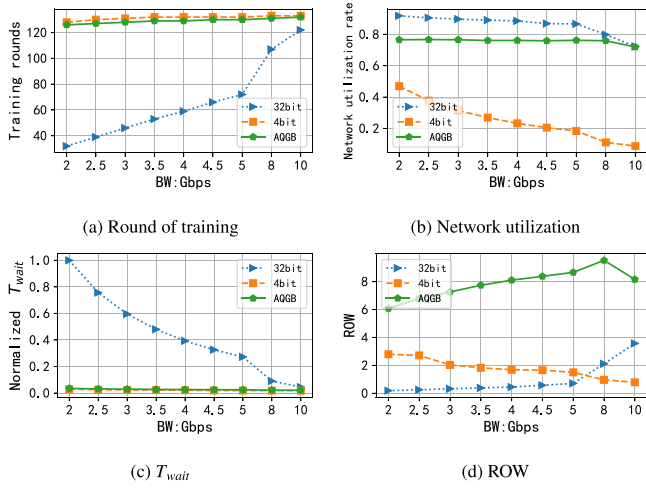 Training rounds
120
100
80
60
40
32bit
4bit
AQGB
2 2.5 3 3.5 4 4.5 5 8 10
BW:Gbps
(a) Round of training
Network utilization rate
0.8
0.6
0.4
0.2
32bit
4bit
AQGB
2 2.5 3 3.5 4 4.5 5 8 10
BW:Gbps
(b) Network utilization
Normalized T_wait
1.0
0.8
0.6
0.4
0.2
0.0
32bit
4bit
AQGB
2 2.5 3 3.5 4 4.5 5 8 10
BW:Gbps
(c) T_wait
ROW
8
6
4
2
0
32bit
4bit
AQGB
2 2.5 3 3.5 4 4.5 5 8 10
BW:Gbps
(d) ROW